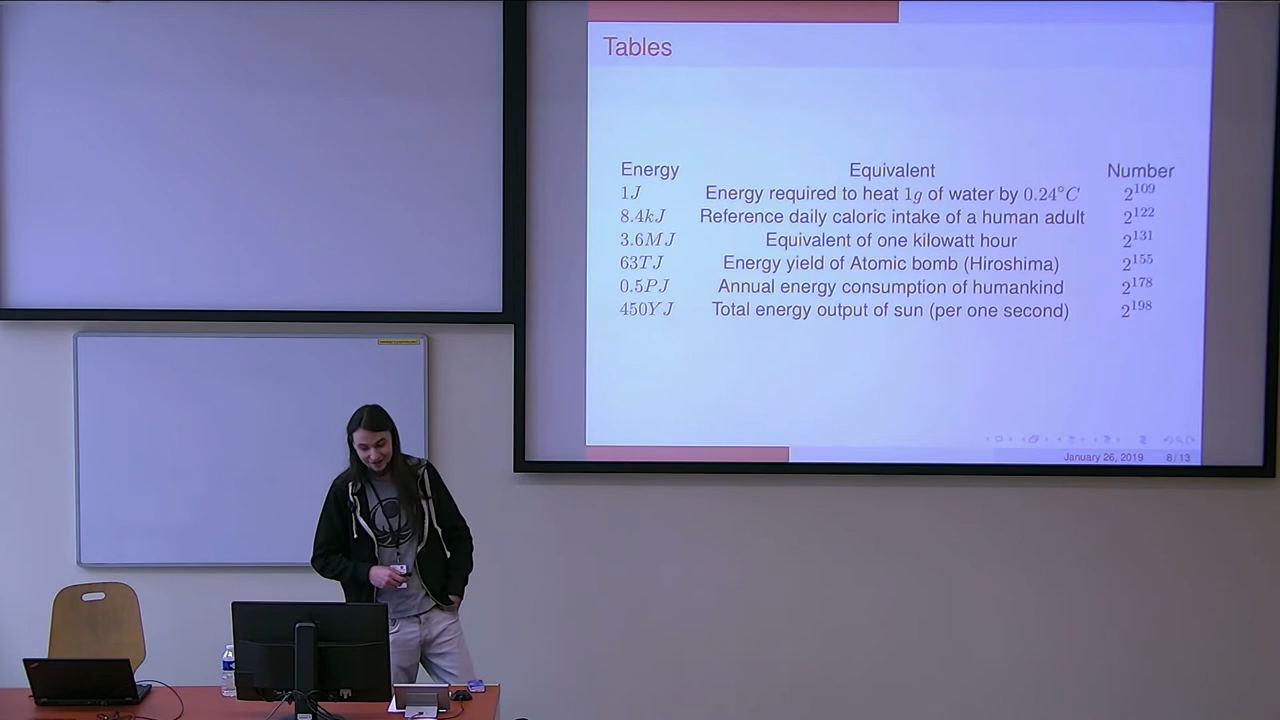 Tables
Energy Equivalent Number
1J Energy required to heat 1g of water by 0.24°C 2^109
8.4kJ Reference daily caloric intake of a human adult 2^122
3.6MJ Equivalent of one kilowatt hour 2^131
63TJ Energy yield of Atomic bomb (Hiroshima) 2^155
0.5PJ Annual energy consumption of humankind 2^178
450YJ Total energy output of sun (per one second) 2^198
January 26, 2019 8/13